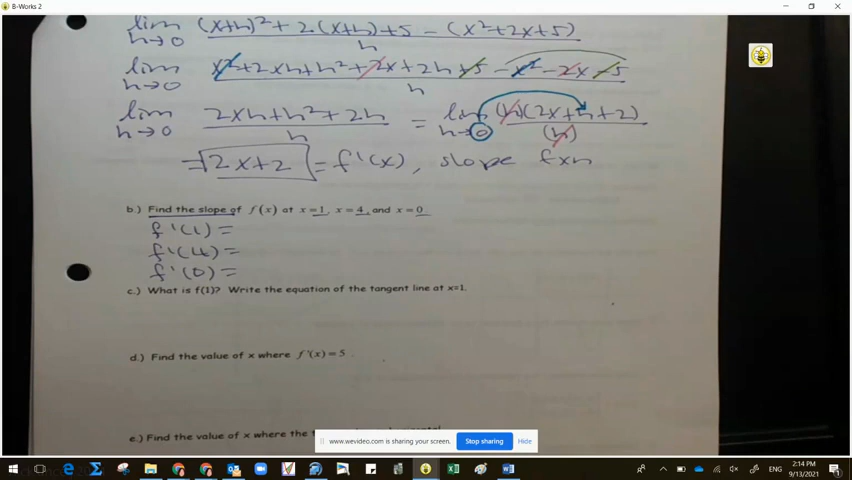 B-Works 2
lim h→0 (x+h)² + 2(x+h)+5 - (x²+2x+5) / h
lim h→0 x²+2xh+h²+2x+2h+5 -x²-2x-5 / h
lim h→0 2xh+h²+2h / h = lim h→0 (h)(2x+h+2) / (h)
= 2x+2 = f'(x), slope fxn
b.) Find the slope of f(x) at x=1, x=4, and x=0.
f'(1) =
f'(4) =
f'(0) =
c.) What is f(1)? Write the equation of the tangent line at x=1.
d.) Find the value of x where f'(x)=5.
e.) Find the value of x where the
www.wevideo.com is sharing your screen. Stop sharing Hide
ENG 2:14 PM
9/13/2021